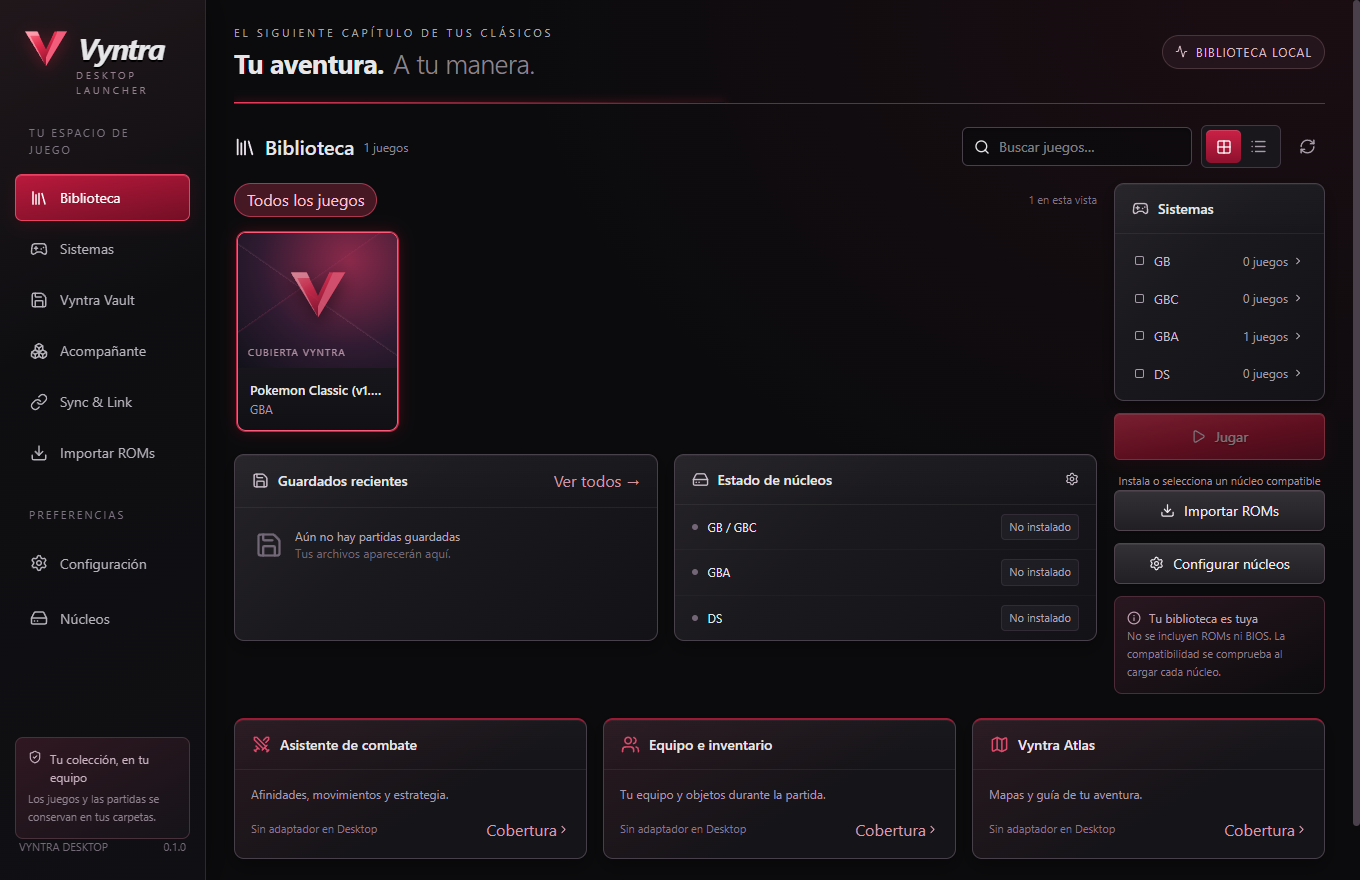 Vyntra
DESKTOP
LAUNCHER
TU ESPACIO DE
JUEGO
Biblioteca
Sistemas
Vyntra Vault
Acompañante
Sync & Link
Importar ROMs
PREFERENCIAS
Configuración
Núcleos
Tu colección, en tu
equipo
Los juegos y las partidas se
conservan en tus carpetas.
VYNTRA DESKTOP 0.1.0
EL SIGUIENTE CAPÍTULO DE TUS CLÁSICOS
Tu aventura. A tu manera.
BIBLIOTECA LOCAL
Biblioteca 1 juegos
Buscar juegos...
Todos los juegos
1 en esta vista
CUBIERTA VYNTRA
Pokemon Classic (v1....
GBA
Guardados recientes
Ver todos →
Aún no hay partidas guardadas
Tus archivos aparecerán aquí.
Estado de núcleos
GB / GBC No instalado
GBA No instalado
DS No instalado
Sistemas
GB 0 juegos
GBC 0 juegos
GBA 1 juegos
DS 0 juegos
Jugar
Instala o selecciona un núcleo compatible
Importar ROMs
Configurar núcleos
Tu biblioteca es tuya
No se incluyen ROMs ni BIOS. La
compatibilidad se comprueba al
cargar cada núcleo.
Asistente de combate
Afinidades, movimientos y estrategia.
Sin adaptador en Desktop Cobertura
Equipo e inventario
Tu equipo y objetos durante la partida.
Sin adaptador en Desktop Cobertura
Vyntra Atlas
Mapas y guía de tu aventura.
Sin adaptador en Desktop Cobertura